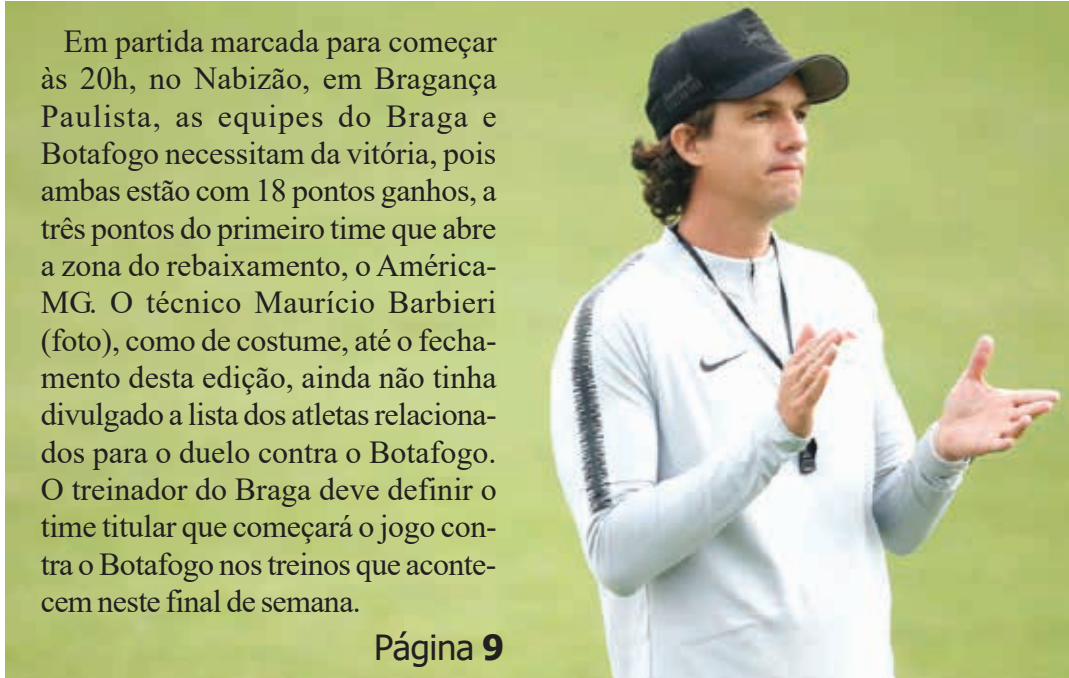 Em partida marcada para começar
às 20h, no Nabizão, em Bragança
Paulista, as equipes do Braga e
Botafogo necessitam da vitória, pois
ambas estão com 18 pontos ganhos, a
três pontos do primeiro time que abre
a zona do rebaixamento, o América-
MG. O técnico Maurício Barbieri
(foto), como de costume, até o fecha-
mento desta edição, ainda não tinha
divulgado a lista dos atletas relaciona-
dos para o duelo contra o Botafogo.
O treinador do Braga deve definir o
time titular que começará o jogo con-
tra o Botafogo nos treinos que aconte-
cem neste final de semana.
Página 9